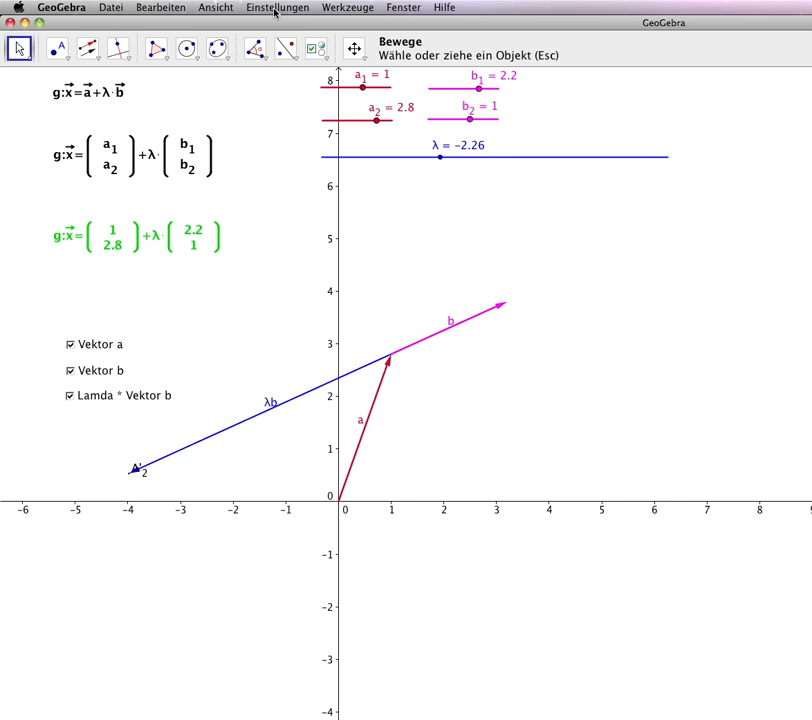 GeoGebra Datei Bearbeiten Ansicht Einstellungen Werkzeuge Fenster Hilfe
GeoGebra
Bewege
Wähle oder ziehe ein Objekt (Esc)
A
g:x⃗=a⃗+λ·b⃗
g:x⃗=(a₁ a₂)+λ·(b₁ b₂)
g:x⃗=(1 2.8)+λ·(2.2 1)
a₁ = 1
b₁ = 2.2
a₂ = 2.8
b₂ = 1
λ = −2.26
Vektor a
Vektor b
Lamda * Vektor b
b
λb
a
8
7
6
5
4
3
2
1
0
−6 −5 −4 −3 −2 −1 0 1 2 3 4 5 6 7 8
−1
−2
−3
−4